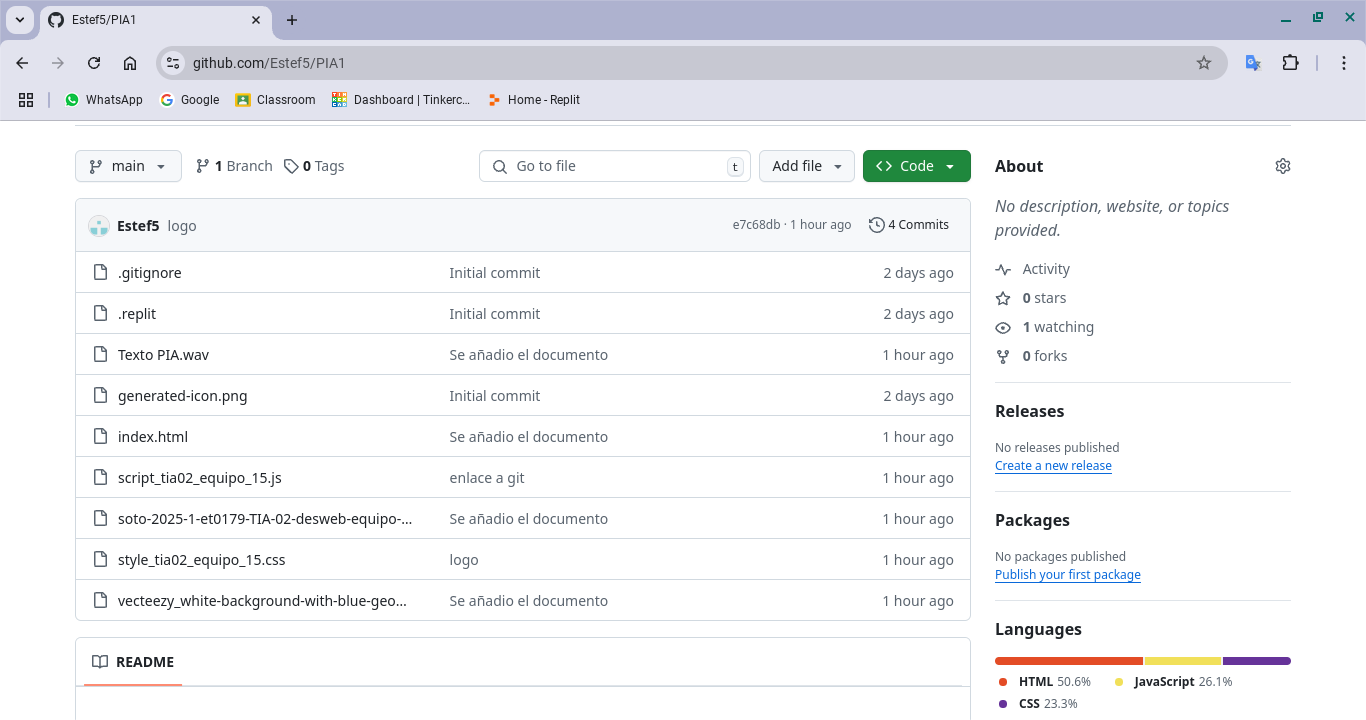 Estef5/PIA1
github.com/Estef5/PIA1
WhatsApp Google Classroom Dashboard | Tinkerc... Home - Replit
main 1 Branch 0 Tags Go to file t Add file Code
Estef5 logo e7c68db · 1 hour ago 4 Commits
.gitignore Initial commit 2 days ago
.replit Initial commit 2 days ago
Texto PIA.wav Se añadio el documento 1 hour ago
generated-icon.png Initial commit 2 days ago
index.html Se añadio el documento 1 hour ago
script_tia02_equipo_15.js enlace a git 1 hour ago
soto-2025-1-et0179-TIA-02-desweb-equipo-... Se añadio el documento 1 hour ago
style_tia02_equipo_15.css logo 1 hour ago
vecteezy_white-background-with-blue-geo... Se añadio el documento 1 hour ago
README
About
No description, website, or topics
provided.
Activity
0 stars
1 watching
0 forks
Releases
No releases published
Create a new release
Packages
No packages published
Publish your first package
Languages
HTML 50.6% JavaScript 26.1%
CSS 23.3%